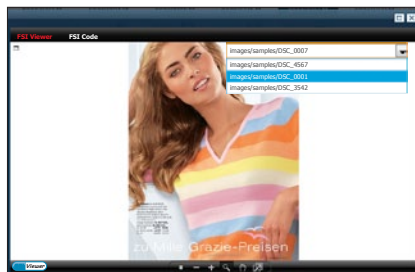 FSI Viewer FSI Code
images/samples/DSC_0007
images/samples/DSC_4567
images/samples/DSC_0001
images/samples/DSC_3542
zu Mille Grazie-Preisen
Viewer